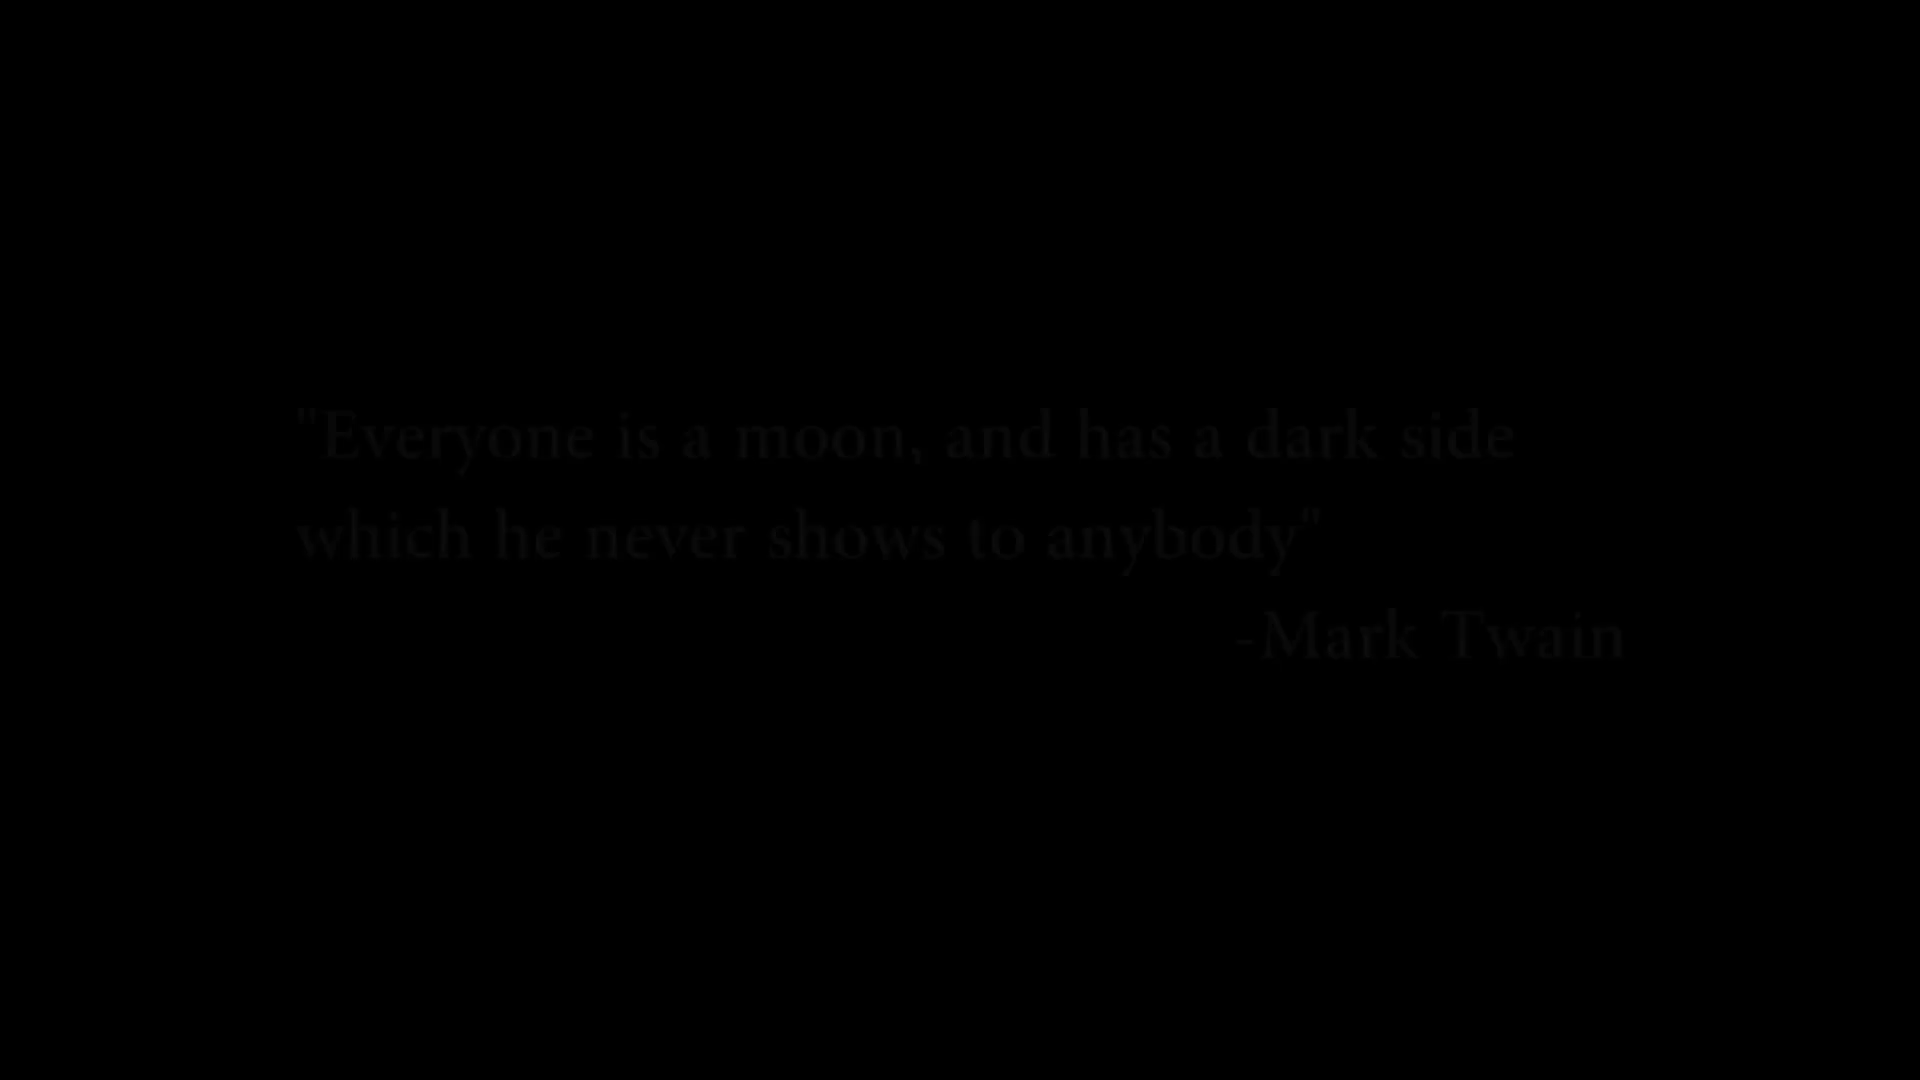 "Everyone is a moon, and has a dark side
which he never shows to anybody"
-Mark Twain